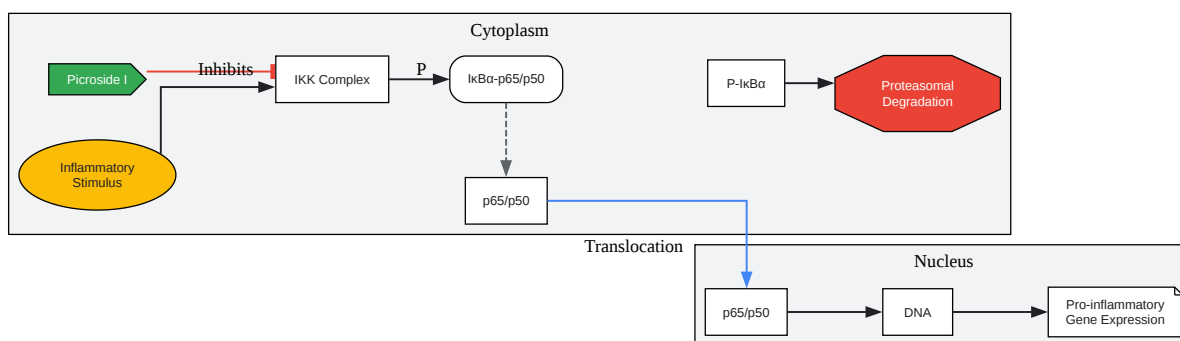 Cytoplasm
Picroside I
Inhibits
IKK Complex
P
IκBα-p65/p50
P-IκBα
Proteasomal
Degradation
Inflammatory
Stimulus
p65/p50
Translocation
Nucleus
p65/p50
DNA
Pro-inflammatory
Gene Expression